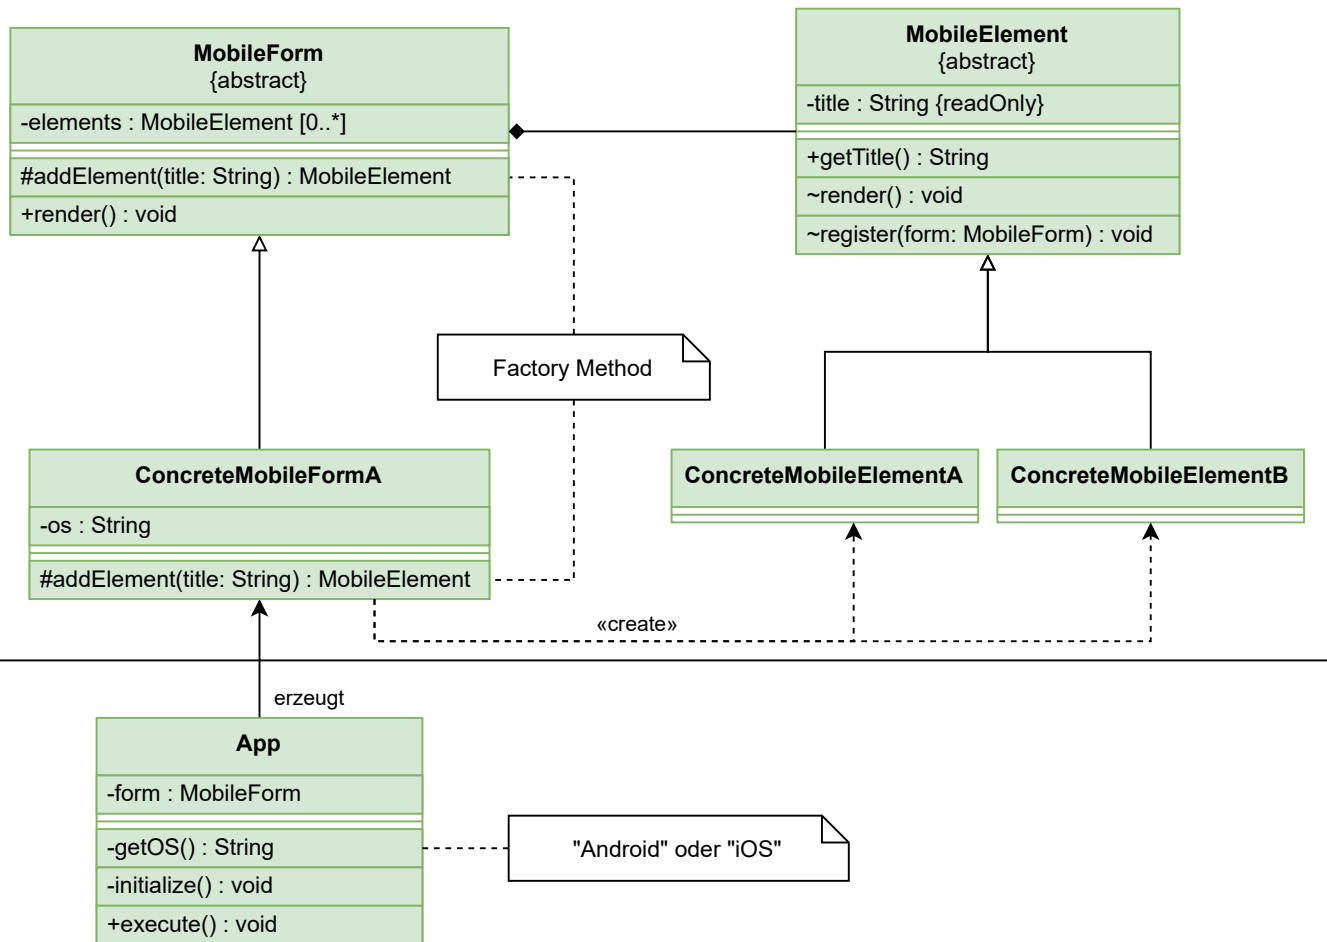 MobileForm
{abstract}
-elements : MobileElement [0..*]
#addElement(title: String) : MobileElement
+render() : void
MobileElement
{abstract}
-title : String {readOnly}
+getTitle() : String
~render() : void
~register(form: MobileForm) : void
Factory Method
ConcreteMobileFormA
-os : String
#addElement(title: String) : MobileElement
ConcreteMobileElementA
ConcreteMobileElementB
«create»
erzeugt
App
-form : MobileForm
-getOS() : String
-initialize() : void
+execute() : void
"Android" oder "iOS"